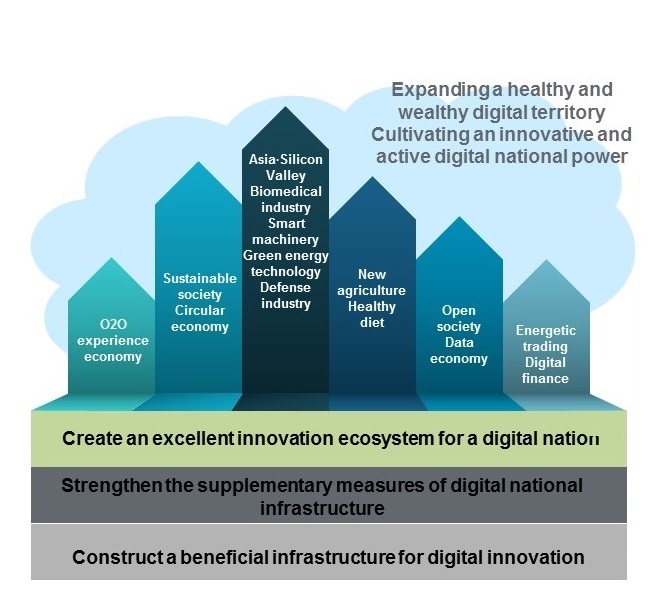 Expanding a healthy and
wealthy digital territory
Cultivating an innovative and
active digital national power
Asia·Silicon
Valley
Biomedical
industry
Smart
machinery
Green energy
technology
Defense
industry
Sustainable
society
Circular
economy
New
agriculture
Healthy
diet
O2O
experience
economy
Open
society
Data
economy
Energetic
trading
Digital
finance
Create an excellent innovation ecosystem for a digital nation
Strengthen the supplementary measures of digital national
infrastructure
Construct a beneficial infrastructure for digital innovation